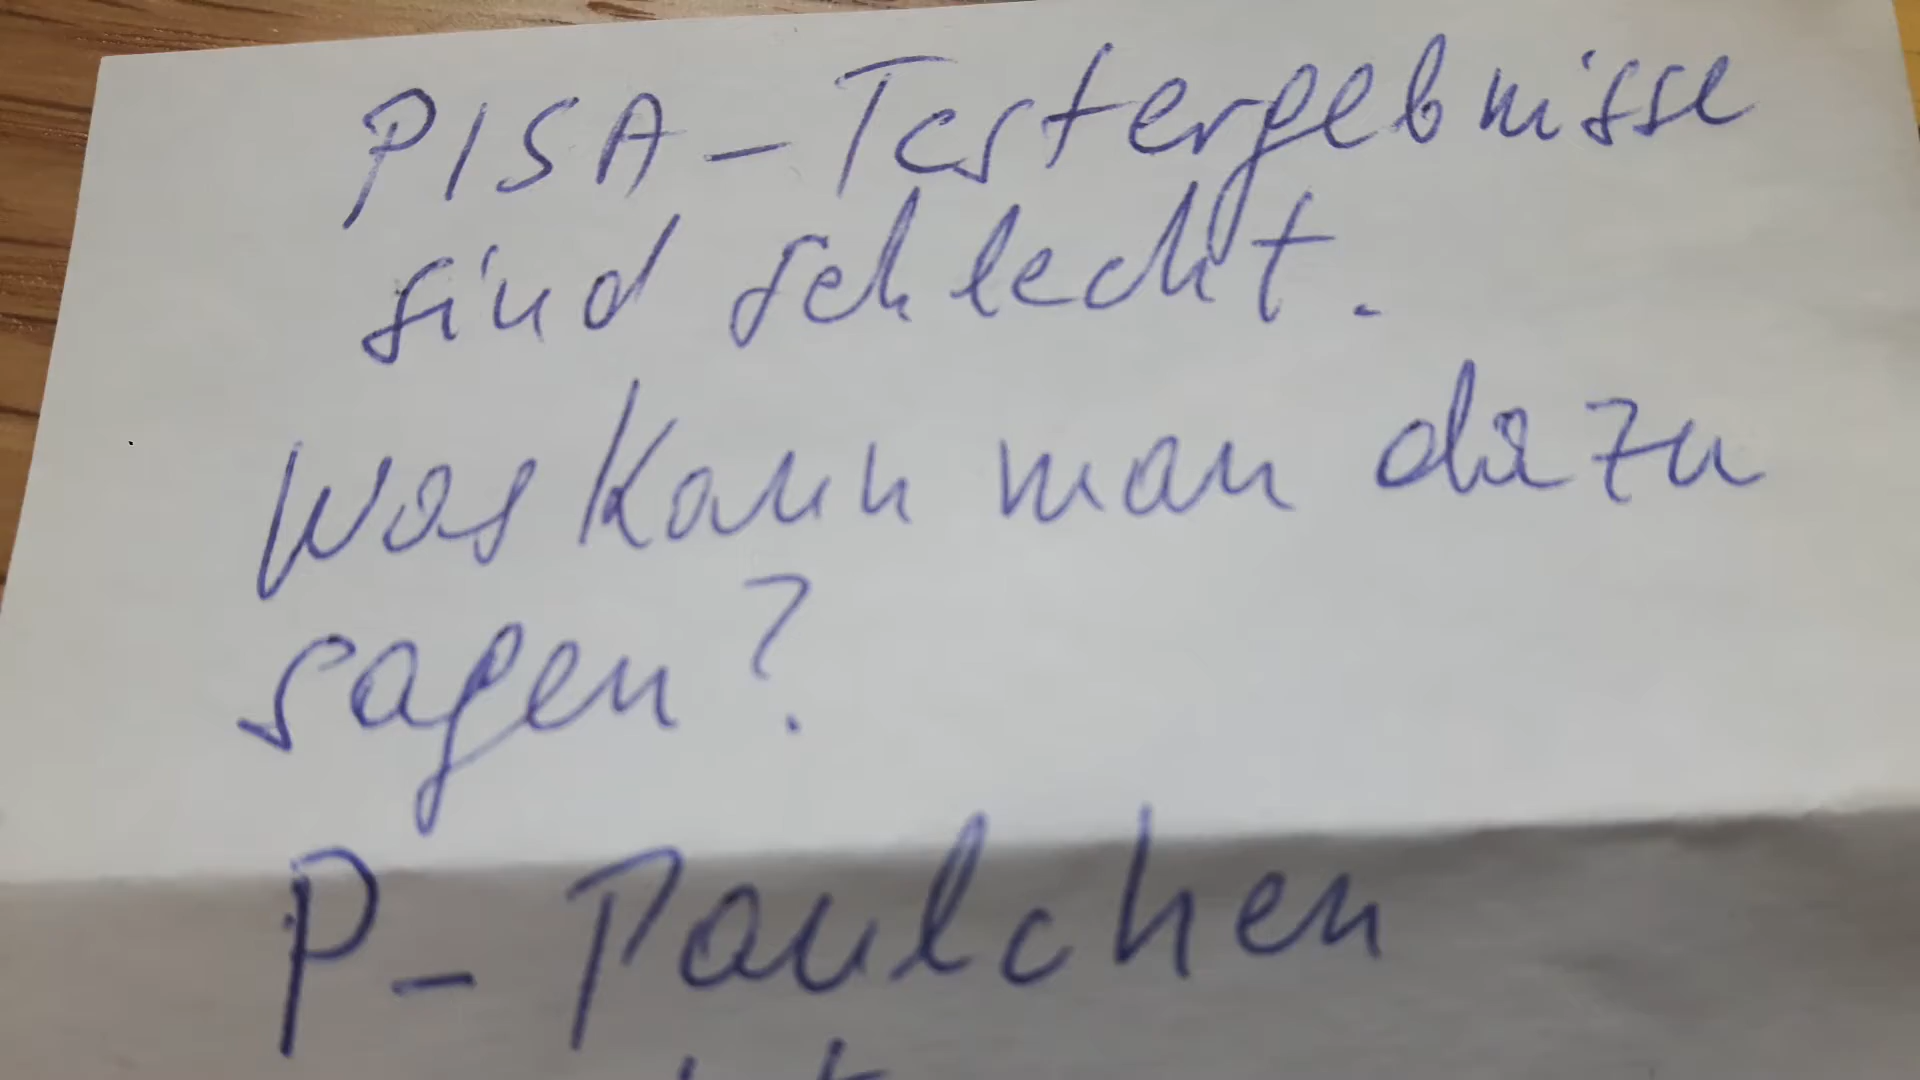 PISA-Testergebnisse
sind schlecht.
Was kann man dazu
sagen?
P- Paulchen